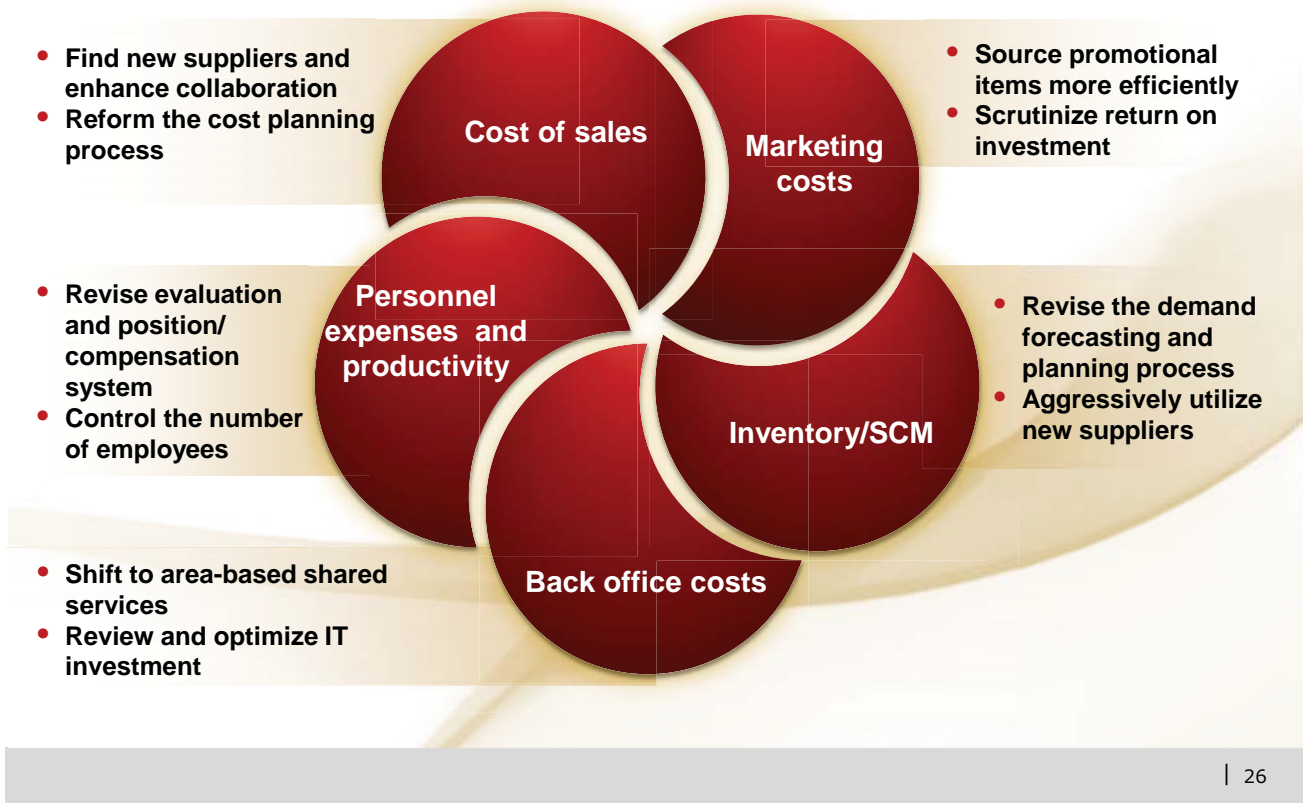 • Find new suppliers and
enhance collaboration
• Reform the cost planning
process
Cost of sales
Marketing
costs
• Source promotional
items more efficiently
• Scrutinize return on
investment
• Revise evaluation
and position/
compensation
system
• Control the number
of employees
Personnel
expenses and
productivity
Inventory/SCM
• Revise the demand
forecasting and
planning process
• Aggressively utilize
new suppliers
• Shift to area-based shared
services
• Review and optimize IT
investment
Back office costs
| 26